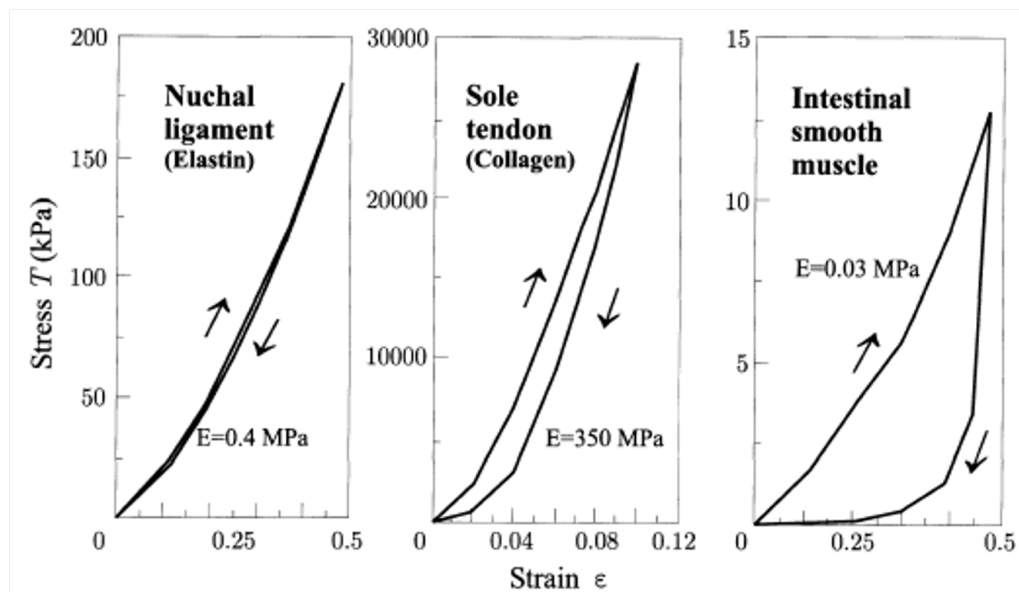 200
150
100
50
0
0.25
0.5
Stress T (kPa)
Nuchal
ligament
(Elastin)
E=0.4 MPa
30000
20000
10000
0
0.04
0.08
0.12
Sole
tendon
(Collagen)
E=350 MPa
15
10
5
0
0.25
0.5
Intestinal
smooth
muscle
E=0.03 MPa
Strain ε